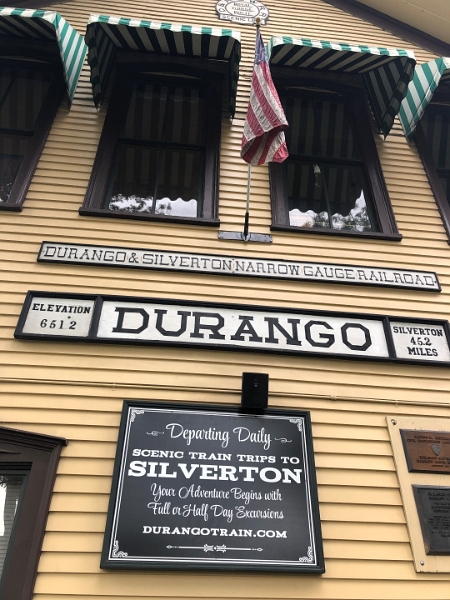 DURANGO & SILVERTON NARROW GAUGE RAILROAD
ELEVATION
6512
DURANGO
SILVERTON
45.2
MILES
Departing Daily
SCENIC TRAIN TRIPS TO
SILVERTON
Your Adventure Begins with
Full or Half Day Excursions
DURANGOTRAIN.COM